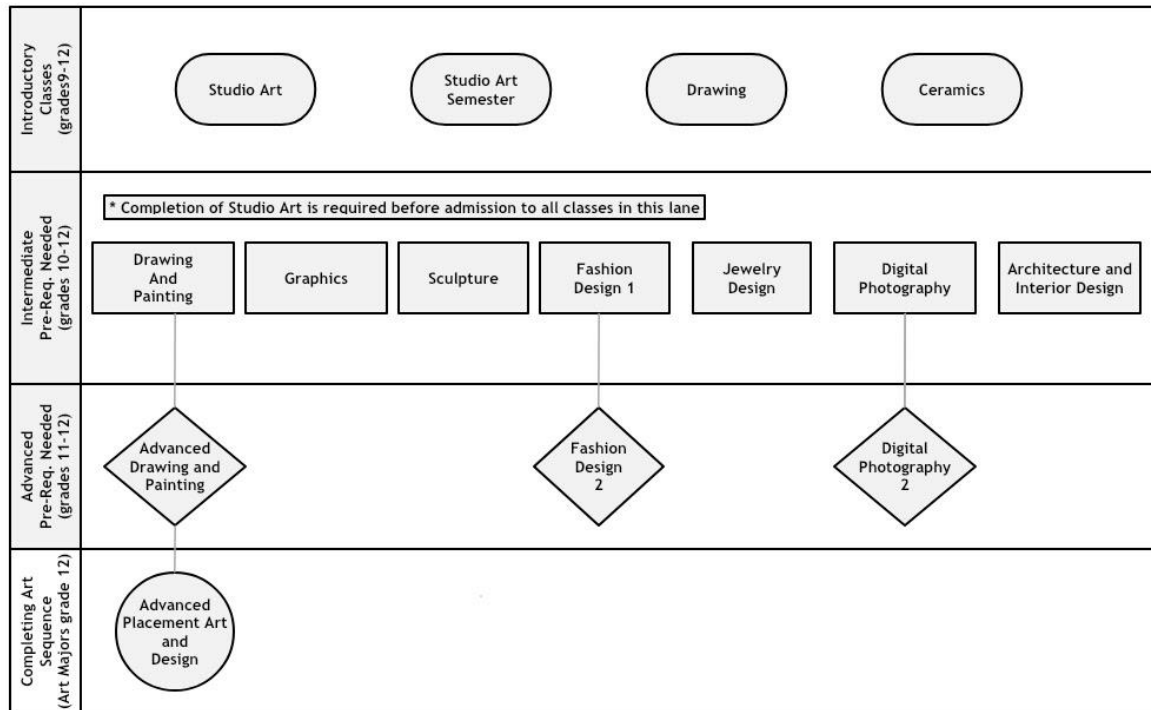 Introductory
Classes
(grades9-12)
Studio Art
Studio Art
Semester
Drawing
Ceramics
Intermediate
Pre-Req. Needed
(grades 10-12)
* Completion of Studio Art is required before admission to all classes in this lane
Drawing
And
Painting
Graphics
Sculpture
Fashion
Design 1
Jewelry
Design
Digital
Photography
Architecture and
Interior Design
Advanced
Pre-Req. Needed
(grades 11-12)
Advanced
Drawing and
Painting
Fashion
Design
2
Digital
Photography
2
Completing Art
Sequence
(Art Majors grade 12)
Advanced
Placement Art
and
Design